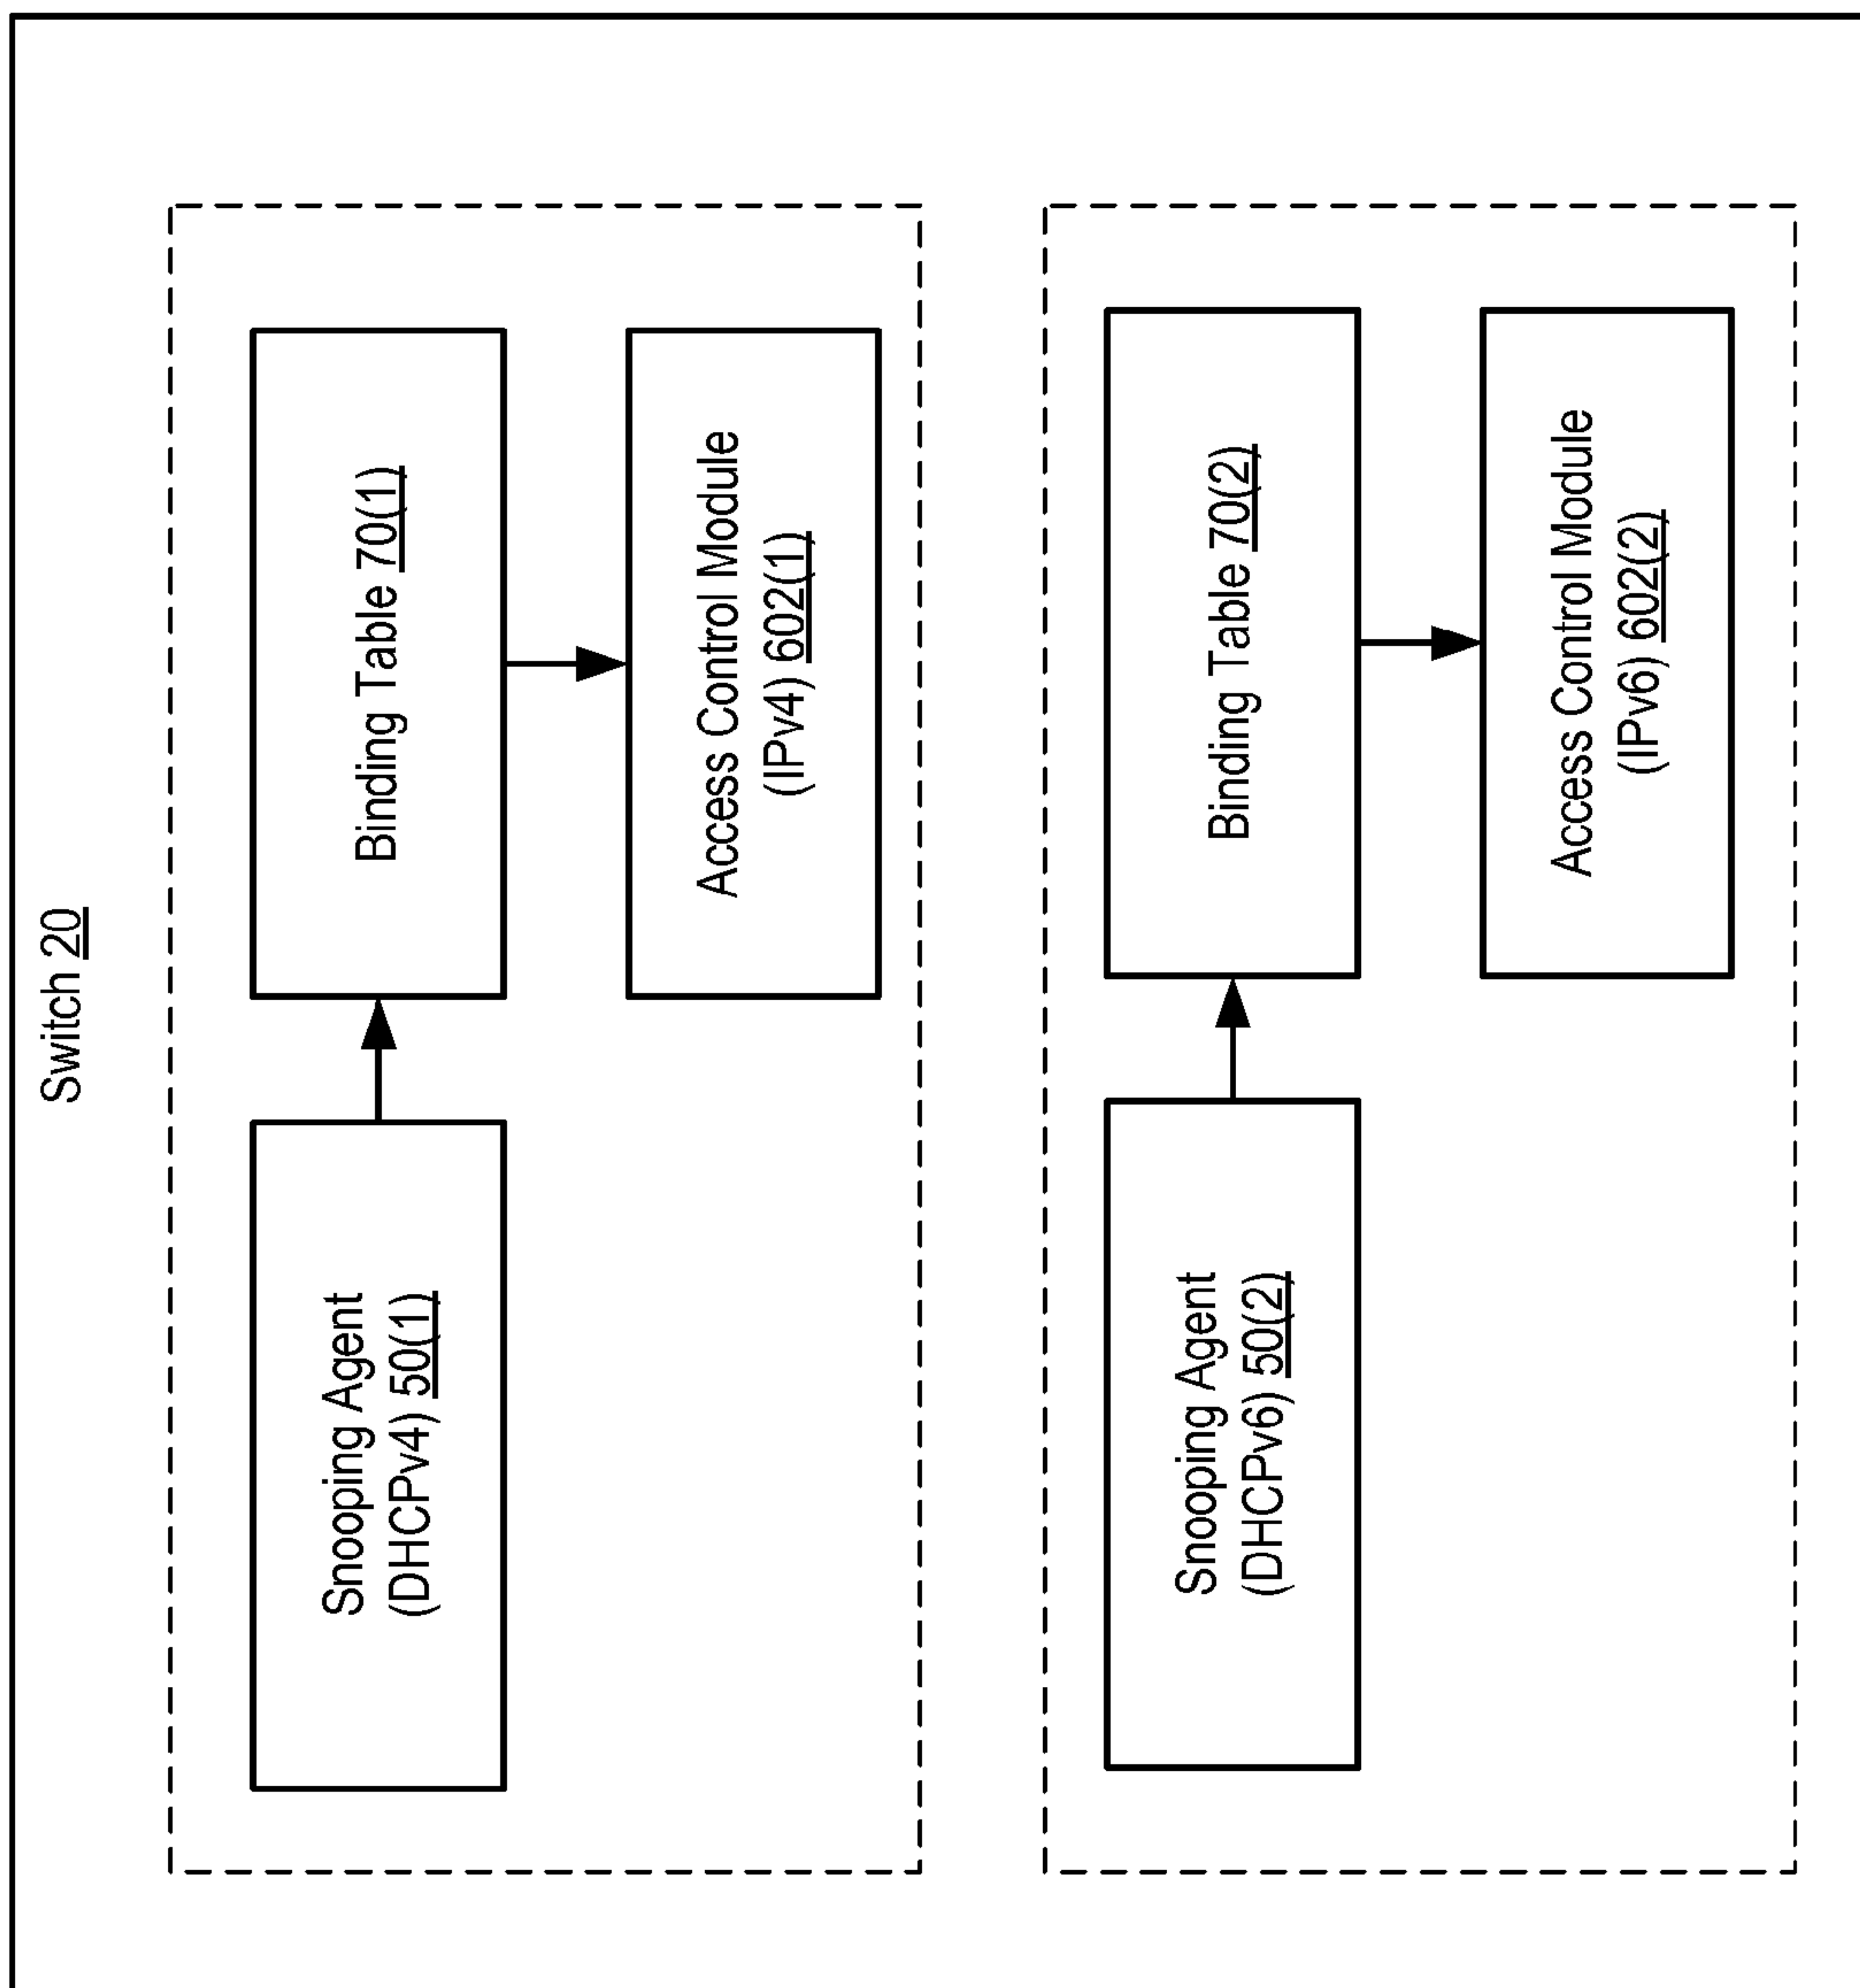 Switch 20
Snooping Agent
(DHCPv4) 50(1)
Binding Table 70(1)
Access Control Module
(IPv4) 602(1)
Snooping Agent
(DHCPv6) 50(2)
Binding Table 70(2)
Access Control Module
(IPv6) 602(2)